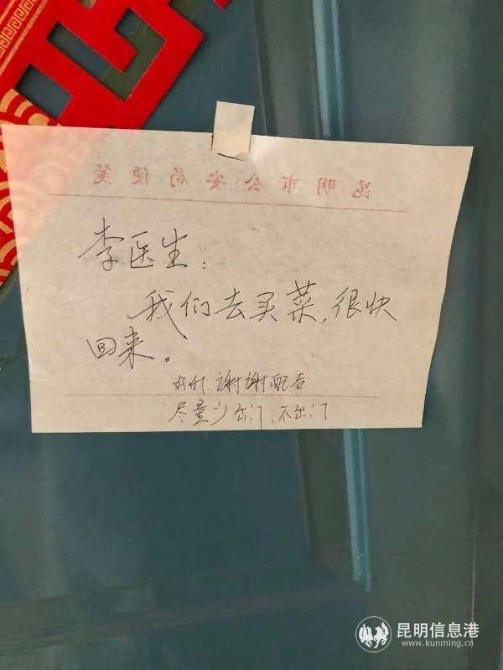 昆明市公安局便笺
李医生：
我们去买菜，很快
回来。
好的，谢谢配合
尽量少出门、不出门
昆明信息港
www.kunming.cn